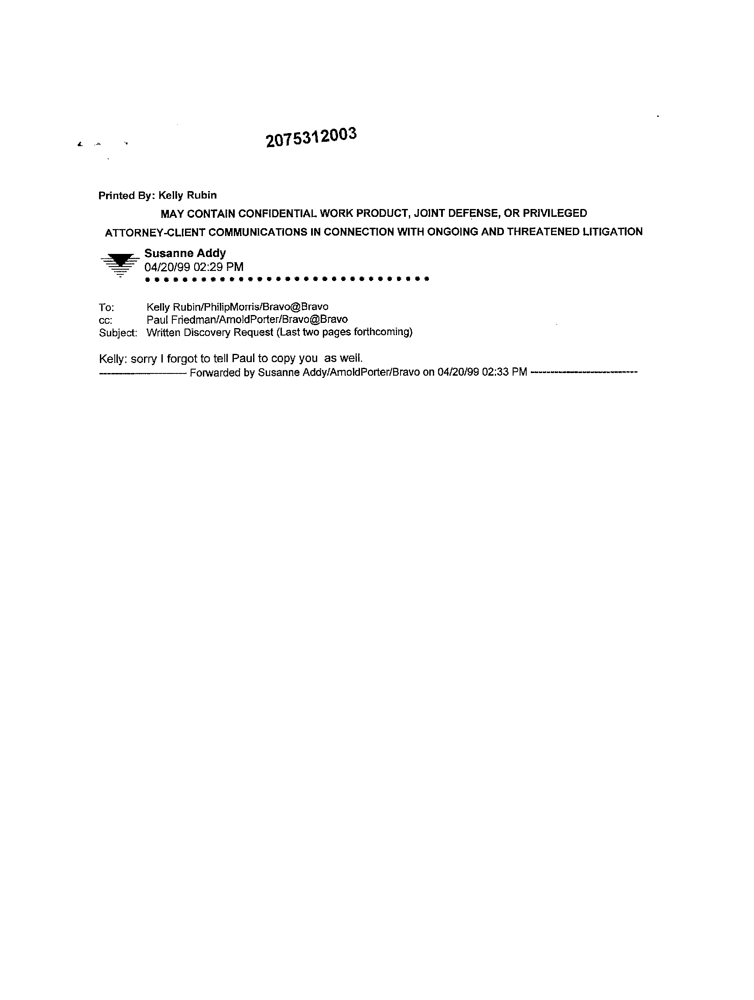 2075312003
Printed By: Kelly Rubin
MAY CONTAIN CONFIDENTIAL WORK PRODUCT, JOINT DEFENSE, OR PRIVILEGED
ATTORNEY-CLIENT COMMUNICATIONS IN CONNECTION WITH ONGOING AND THREATENED LITIGATION
Susanne Addy
04/20/99 02:29 PM
To: Kelly Rubin/PhilipMorris/Bravo@Bravo
cc: Paul Friedman/ArnoldPorter/Bravo@Bravo
Subject: Written Discovery Request (Last two pages forthcoming)
Kelly: sorry I forgot to tell Paul to copy you as well.
---------------------- Forwarded by Susanne Addy/ArnoldPorter/Bravo on 04/20/99 02:33 PM ---------------------------